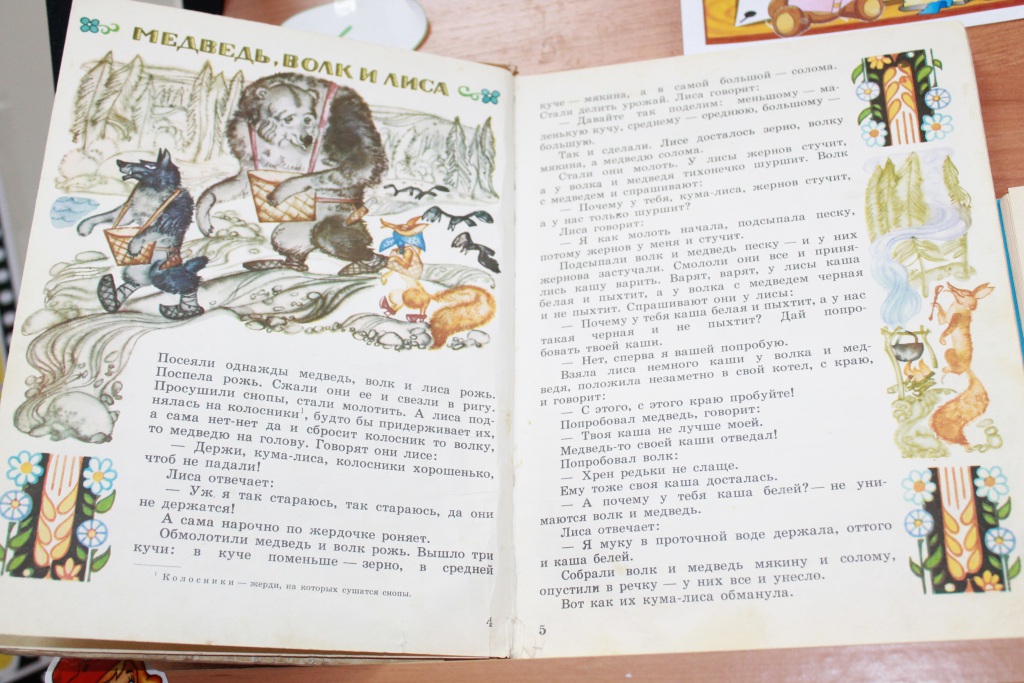 МЕДВЕДЬ, ВОЛК И ЛИСА
Посеяли однажды медведь, волк и лиса рожь.
Поспела рожь. Сжали они ее и свезли в ригу.
Просушили снопы, стали молотить. А лиса под-
нялась на колосники¹, будто бы придерживает их,
а сама нет-нет да и сбросит колосник то волку,
то медведю на голову. Говорят они лисе:
— Держи, кума-лиса, колосники хорошенько,
чтоб не падали!
Лиса отвечает:
— Уж я так стараюсь, так стараюсь, да они
не держатся!
А сама нарочно по жердочке роняет.
Обмолотили медведь и волк рожь. Вышло три
кучи: в куче поменьше — зерно, в средней
¹ Колосники — жерди, на которых сушатся снопы.
4
куче — мякина, а в самой большой — солома.
Стали делить урожай. Лиса говорит:
— Давайте так поделим: меньшому — ма-
ленькую кучу, среднему — среднюю, большому —
большую.
Так и сделали. Лисе досталось зерно, волку
мякина, а медведю солома.
Стали они молоть. У лисы жернов стучит,
а у волка и медведя тихонечко шуршит. Волк
с медведем и спрашивают:
— Почему у тебя, кума-лиса, жернов стучит,
а у нас только шуршит?
Лиса говорит:
— Я как молоть начала, подсыпала песку,
потому жернов у меня и стучит.
Подсыпали волк и медведь песку — и у них
жернова застучали. Смололи они все и приня-
лись кашу варить. Варят, варят, у лисы каша
белая и пыхтит, а у волка с медведем черная
и не пыхтит. Спрашивают они у лисы:
— Почему у тебя каша белая и пыхтит, а у нас
такая черная и не пыхтит? Дай попро-
бовать твоей каши.
— Нет, сперва я вашей попробую.
Взяла лиса немного каши у волка и мед-
ведя, положила незаметно в свой котел, с краю,
и говорит:
— С этого, с этого краю пробуйте!
Попробовал медведь, говорит:
— Твоя каша не лучше моей.
Медведь-то своей каши отведал!
Попробовал волк:
— Хрен редьки не слаще.
Ему тоже своя каша досталась.
— А почему у тебя каша белей? — не уни-
маются волк и медведь.
Лиса отвечает:
— Я муку в проточной воде держала, оттого
и каша белей.
Собрали волк и медведь мякину и солому,
опустили в речку — у них все и унесло.
Вот как их кума-лиса обманула.
5